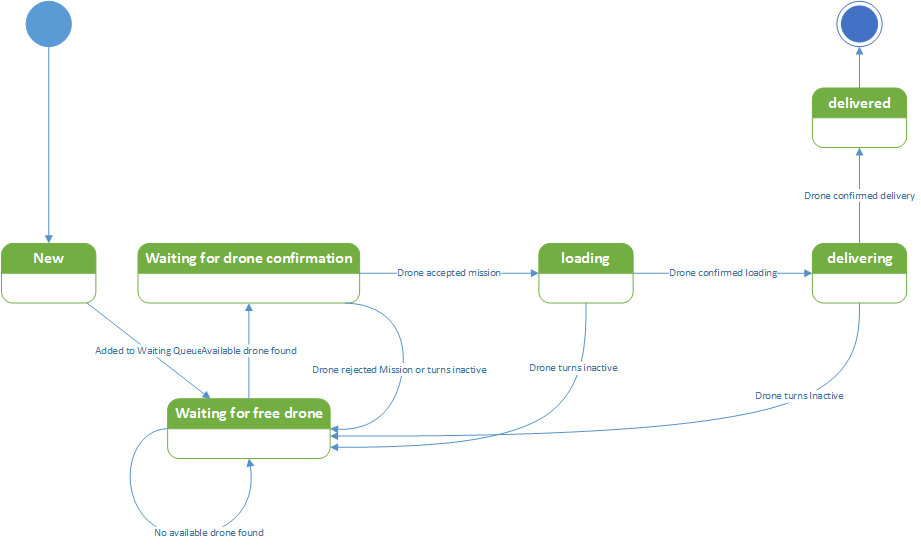 delivered
Drone confirmed delivery
New
Waiting for drone confirmation
Drone accepted mission
loading
Drone confirmed loading
delivering
Added to Waiting Queue
Available drone found
Drone rejected Mission or turns inactive
Drone turns inactive
Drone turns Inactive
Waiting for free drone
No available drone found